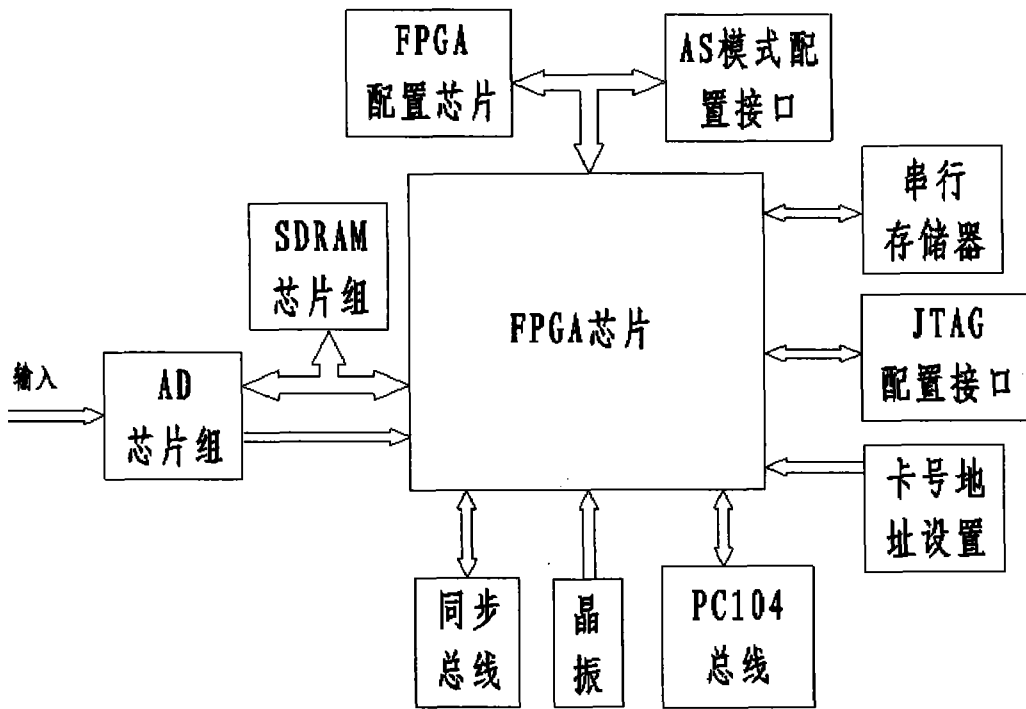 FPGA
配置芯片
AS模式配
置接口
串行
存储器
SDRAM
芯片组
FPGA芯片
JTAG
配置接口
输入
AD
芯片组
卡号地
址设置
同步
总线
晶
振
PC104
总线